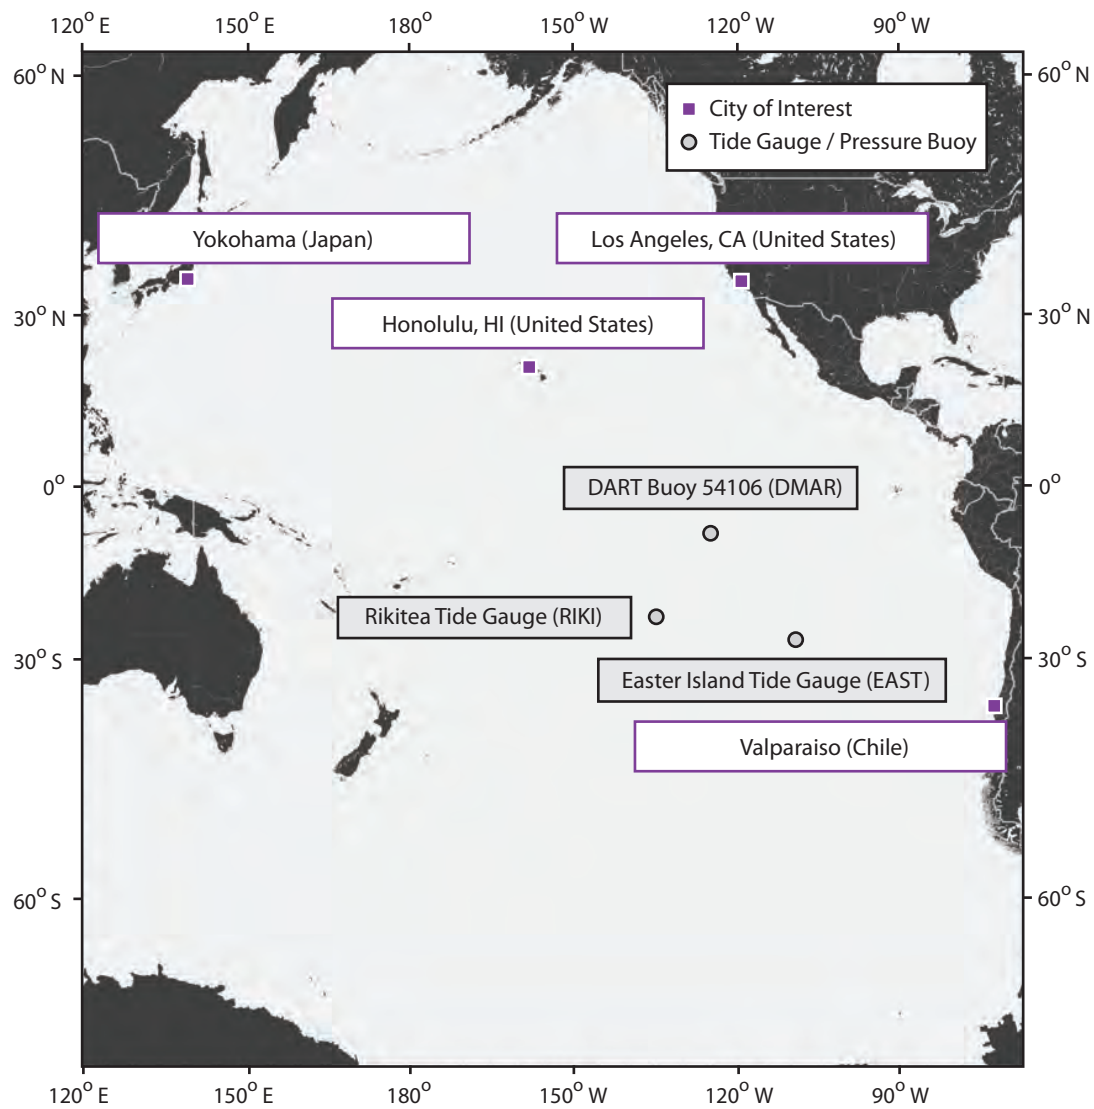 120° E 150° E 180° 150° W 120° W 90° W
60° N 60° N
City of Interest
Tide Gauge / Pressure Buoy
Yokohama (Japan) Los Angeles, CA (United States)
30° N 30° N
Honolulu, HI (United States)
DART Buoy 54106 (DMAR)
0° 0°
Rikitea Tide Gauge (RIKI)
30° S 30° S
Easter Island Tide Gauge (EAST)
Valparaiso (Chile)
60° S 60° S
120° E 150° E 180° 150° W 120° W 90° W